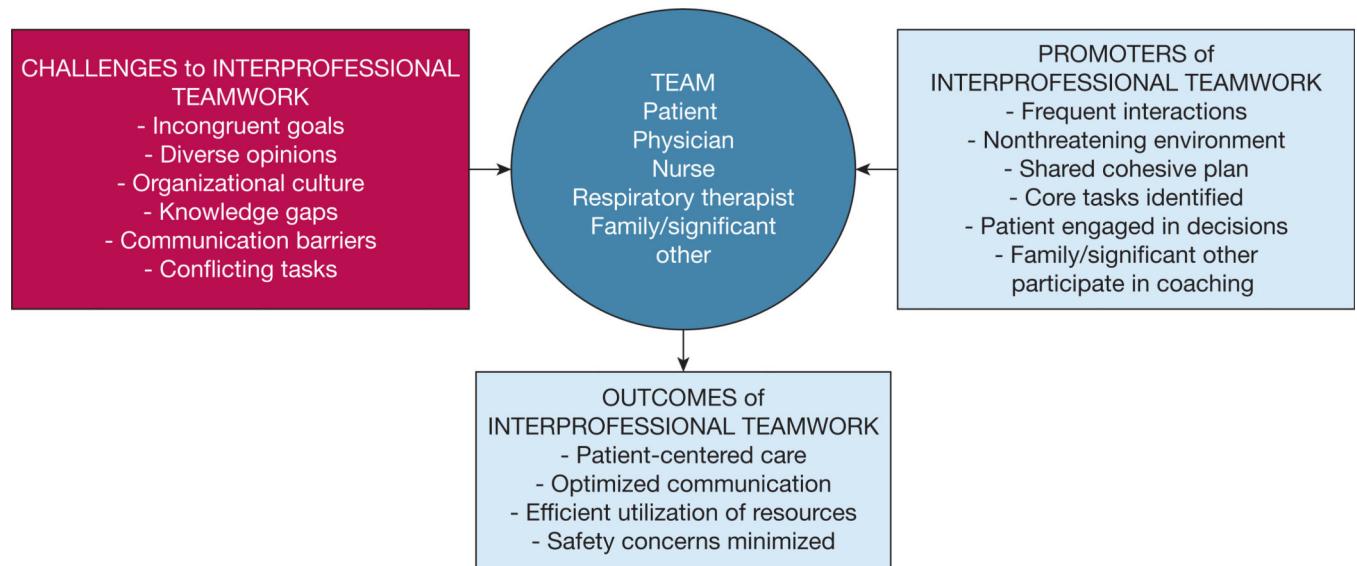 CHALLENGES to INTERPROFESSIONAL
TEAMWORK
- Incongruent goals
- Diverse opinions
- Organizational culture
- Knowledge gaps
- Communication barriers
- Conflicting tasks
TEAM
Patient
Physician
Nurse
Respiratory therapist
Family/significant
other
PROMOTERS of
INTERPROFESSIONAL TEAMWORK
- Frequent interactions
- Nonthreatening environment
- Shared cohesive plan
- Core tasks identified
- Patient engaged in decisions
- Family/significant other
participate in coaching
OUTCOMES of
INTERPROFESSIONAL TEAMWORK
- Patient-centered care
- Optimized communication
- Efficient utilization of resources
- Safety concerns minimized